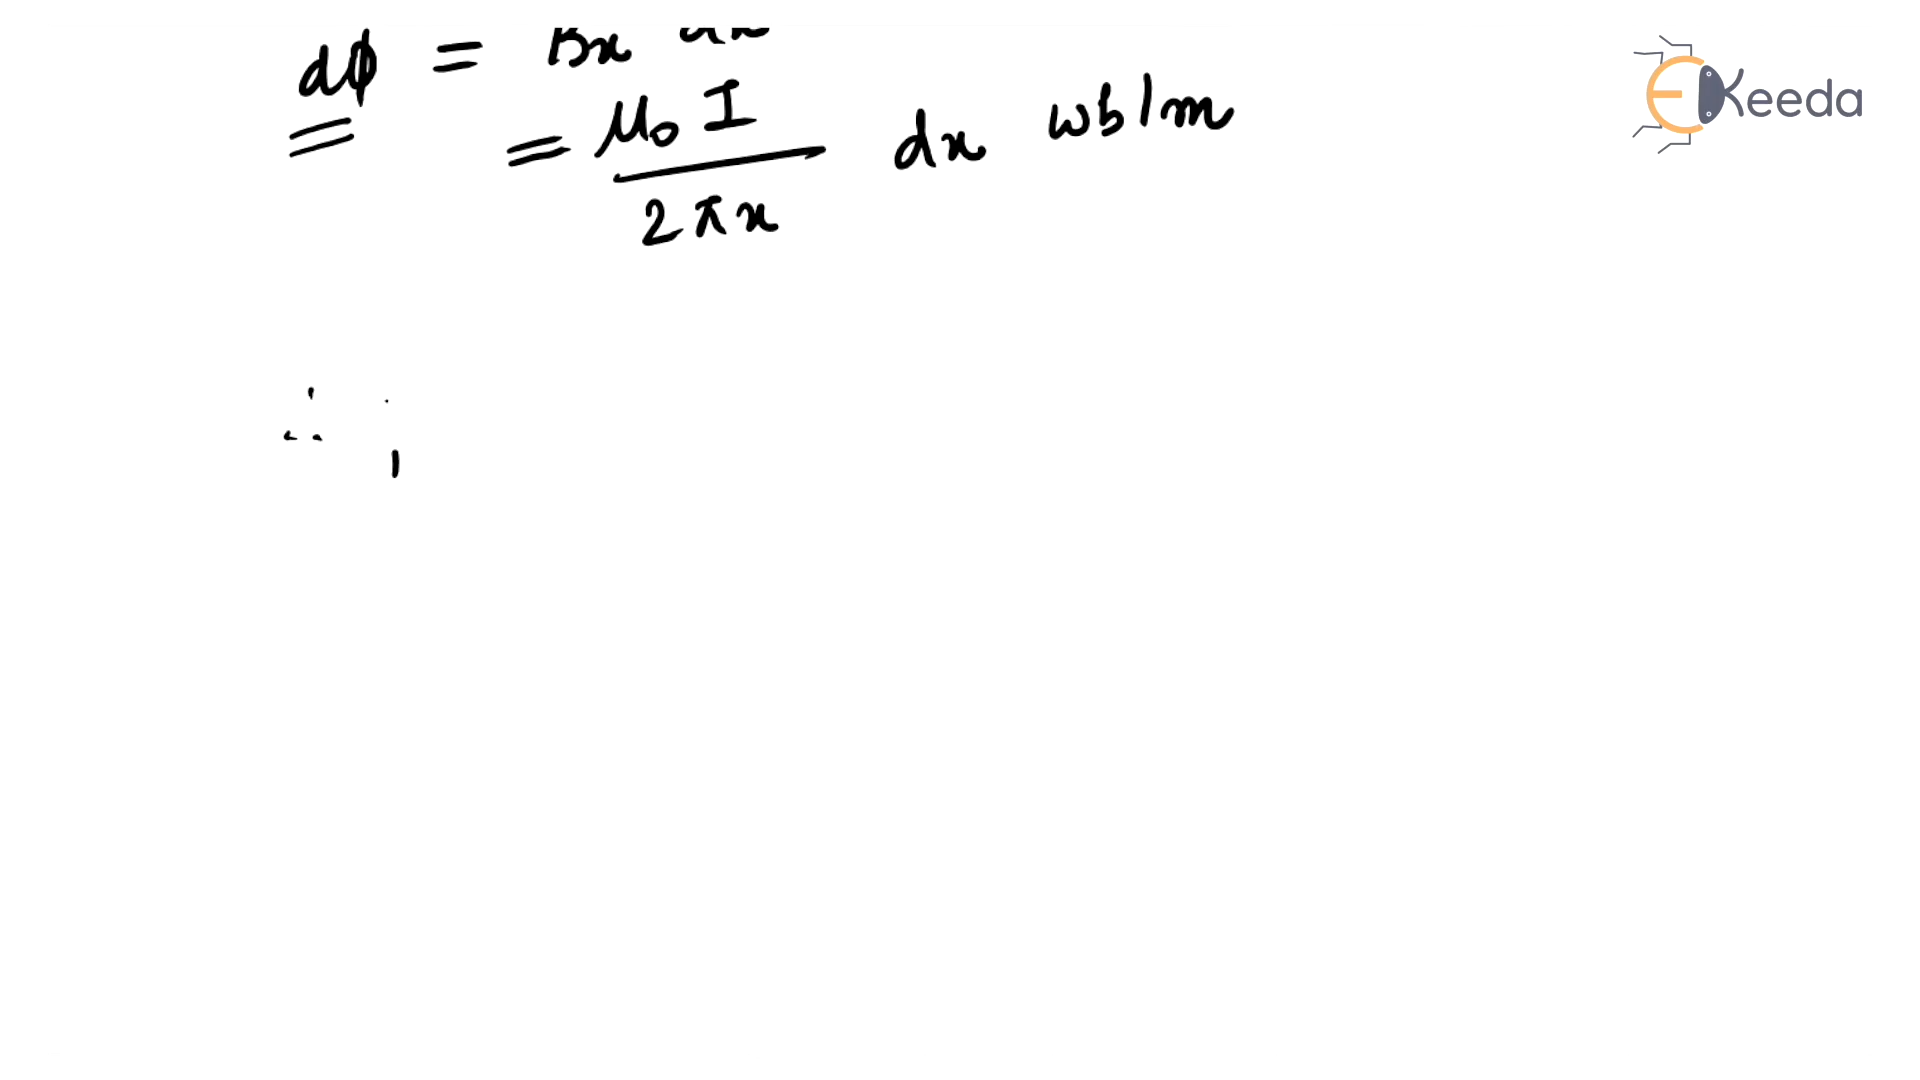 dϕ = Bx dx
= μ₀ I / 2πx dx wb/m
∴
EKeeda